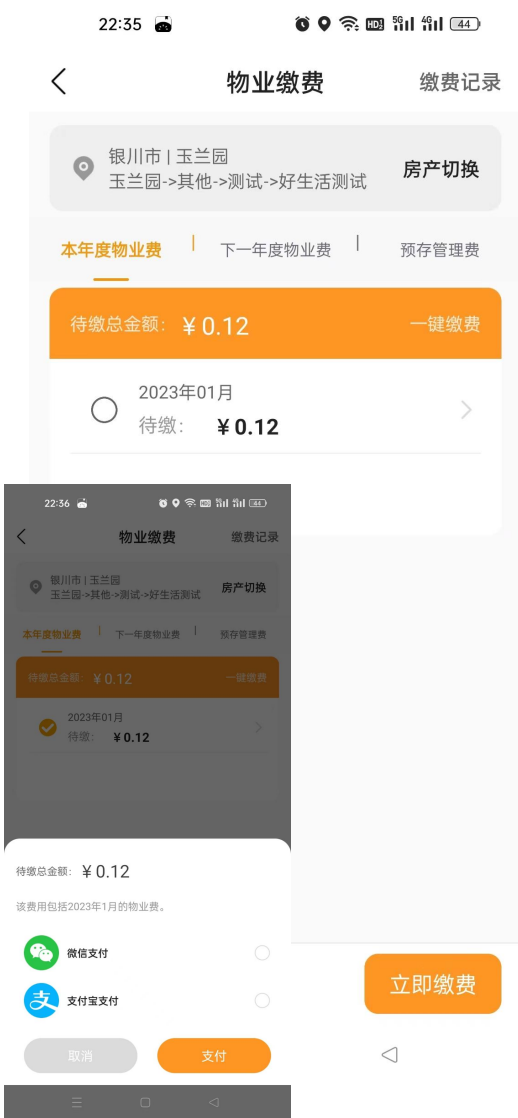 22:35
HD2 5G 4G 44
物业缴费 缴费记录
银川市 | 玉兰园
玉兰园->其他->测试->好生活测试
房产切换
本年度物业费 | 下一年度物业费 | 预存管理费
待缴总金额: ¥0.12 一键缴费
2023年01月
待缴: ¥0.12
立即缴费
22:36
44
物业缴费 缴费记录
银川市 | 玉兰园
玉兰园->其他->测试->好生活测试
房产切换
本年度物业费 | 下一年度物业费 | 预存管理费
待缴总金额: ¥0.12 一键缴费
2023年01月
待缴: ¥0.12
待缴总金额: ¥0.12
该费用包括2023年1月的物业费。
微信支付
支 支付宝支付
取消 支付